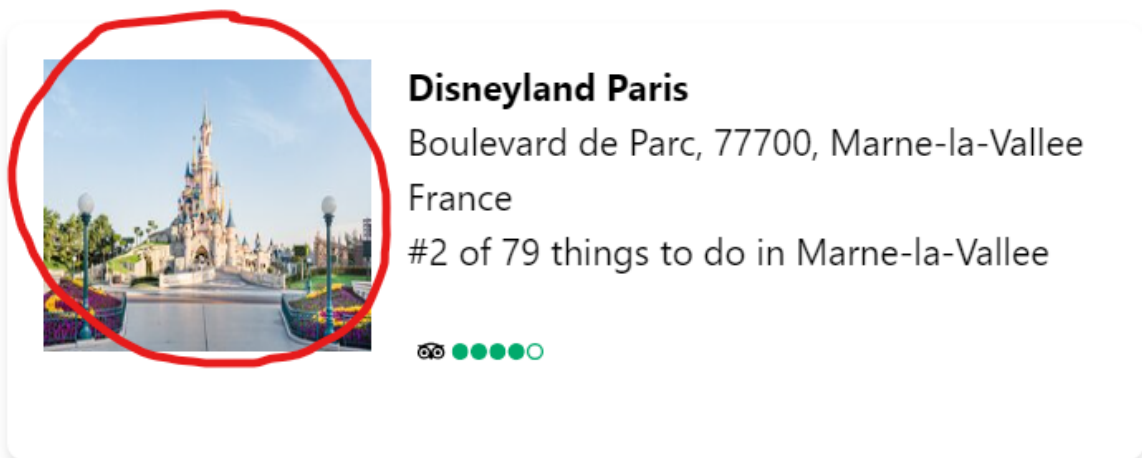 Disneyland Paris
Boulevard de Parc, 77700, Marne-la-Vallee
France
#2 of 79 things to do in Marne-la-Vallee